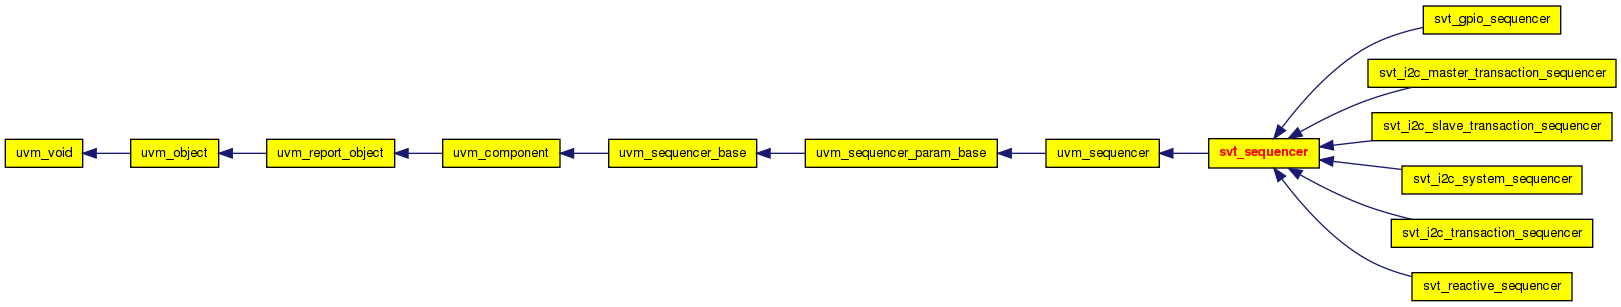 svt_gpio_sequencer
svt_i2c_master_transaction_sequencer
svt_i2c_slave_transaction_sequencer
uvm_void
uvm_object
uvm_report_object
uvm_component
uvm_sequencer_base
uvm_sequencer_param_base
uvm_sequencer
svt_sequencer
svt_i2c_system_sequencer
svt_i2c_transaction_sequencer
svt_reactive_sequencer